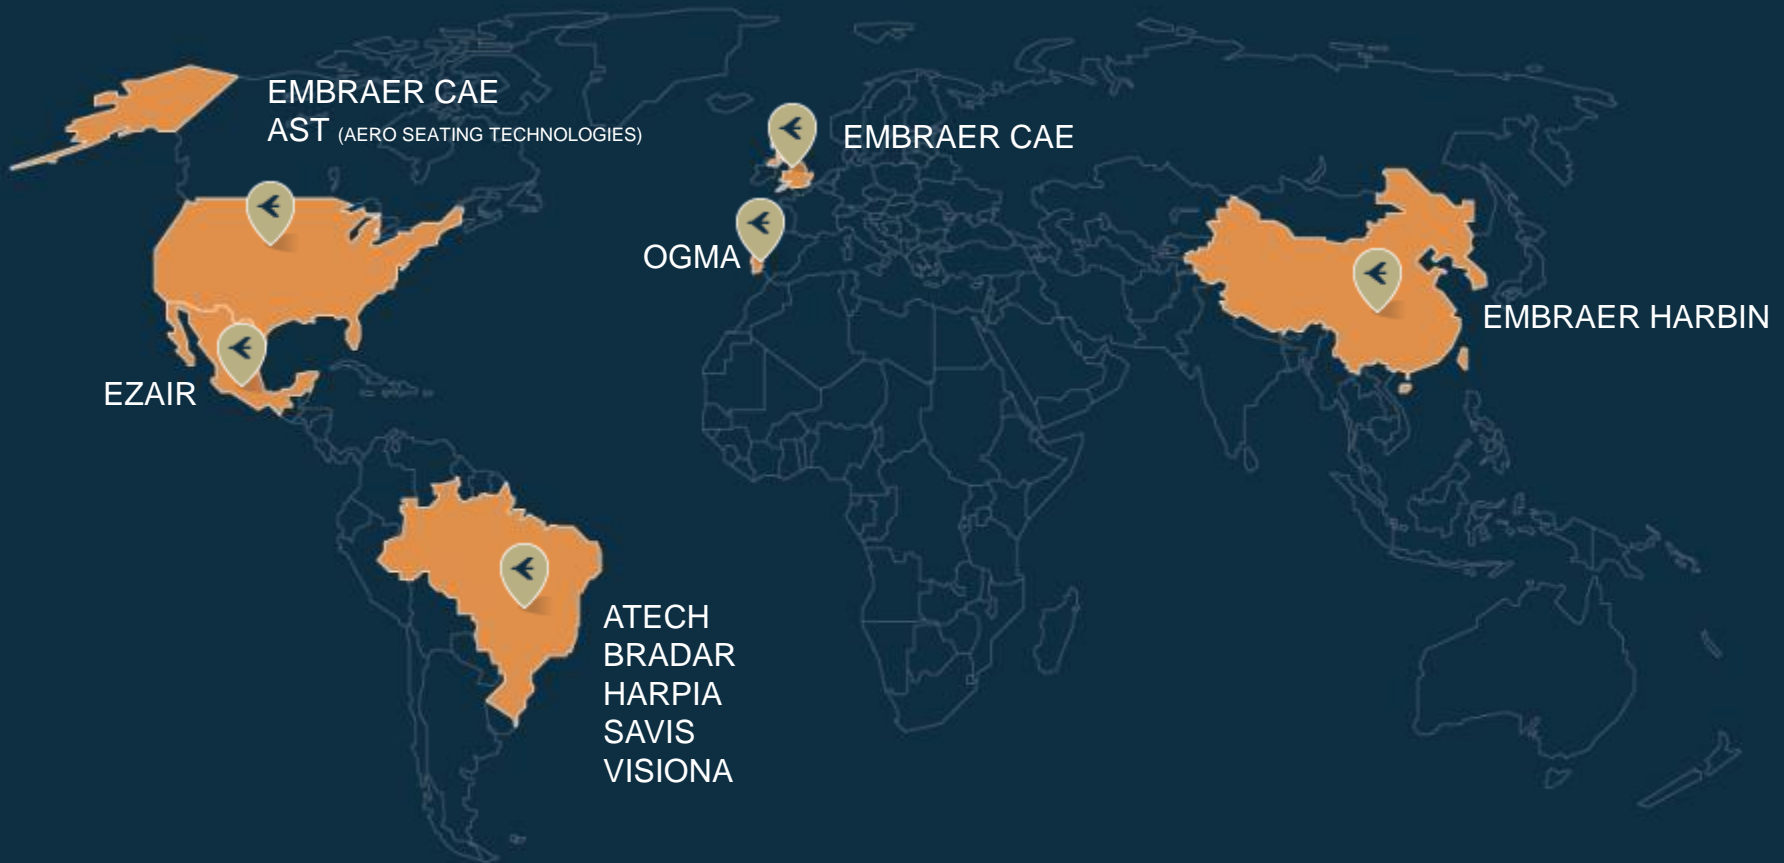 EMBRAER CAE
AST (AERO SEATING TECHNOLOGIES)
EMBRAER CAE
OGMA
EMBRAER HARBIN
EZAIR
ATECH
BRADAR
HARPIA
SAVIS
VISIONA